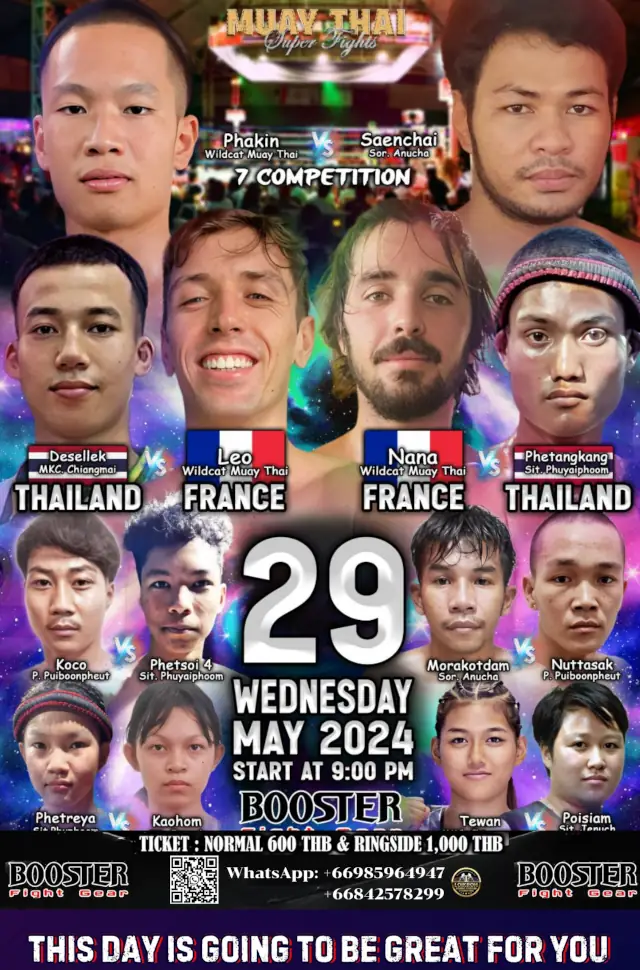 MUAY THAI
Super Fights
Phakin
Wildcat Muay Thai
VS
Saenchai
Sor. Anucha
7 COMPETITION
Desellek
MKC. Chiangmai
THAILAND
VS
Leo
Wildcat Muay Thai
FRANCE
Nana
Wildcat Muay Thai
FRANCE
VS
Phetangkang
Sit. Phuyaiphoom
THAILAND
Koco
P. Puiboonpheut
VS
Phetsoi 4
Sit. Phuyaiphoom
29
WEDNESDAY
MAY 2024
START AT 9:00 PM
BOOSTER
Morakotdam
Sor. Anucha
VS
Nuttasak
P. Puiboonpheut
Phetreya
VS
Kaohom
Tewan
VS
Poisiam
TICKET : NORMAL 600 THB & RINGSIDE 1,000 THB
BOOSTER
Fight Gear
WhatsApp: +66985964947
+66842578299
BOOSTER
Fight Gear
THIS DAY IS GOING TO BE GREAT FOR YOU